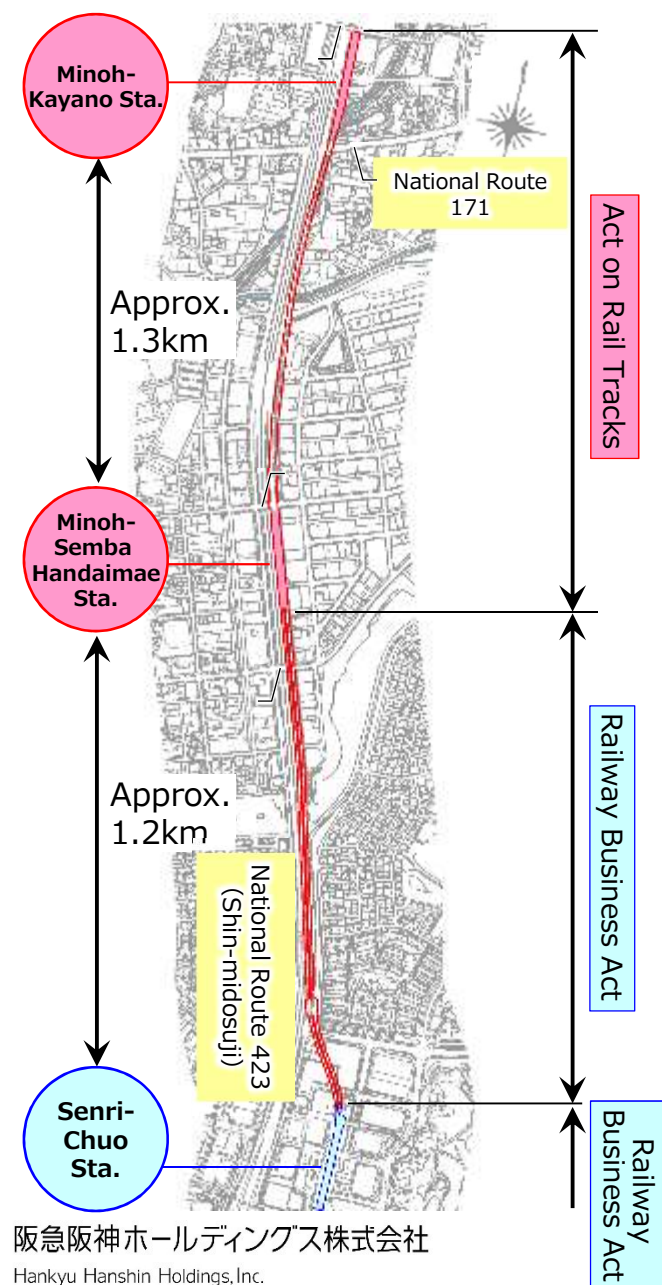 Minoh-
Kayano Sta.
National Route
171
Approx.
1.3km
Act on Rail Tracks
Minoh-
Semba
Handaimae
Sta.
Approx.
1.2km
National Route 423
(Shin-midosuji)
Railway Business Act
Senri-
Chuo
Sta.
Railway
Business Act
阪急阪神ホールディングス株式会社
Hankyu Hanshin Holdings,Inc.